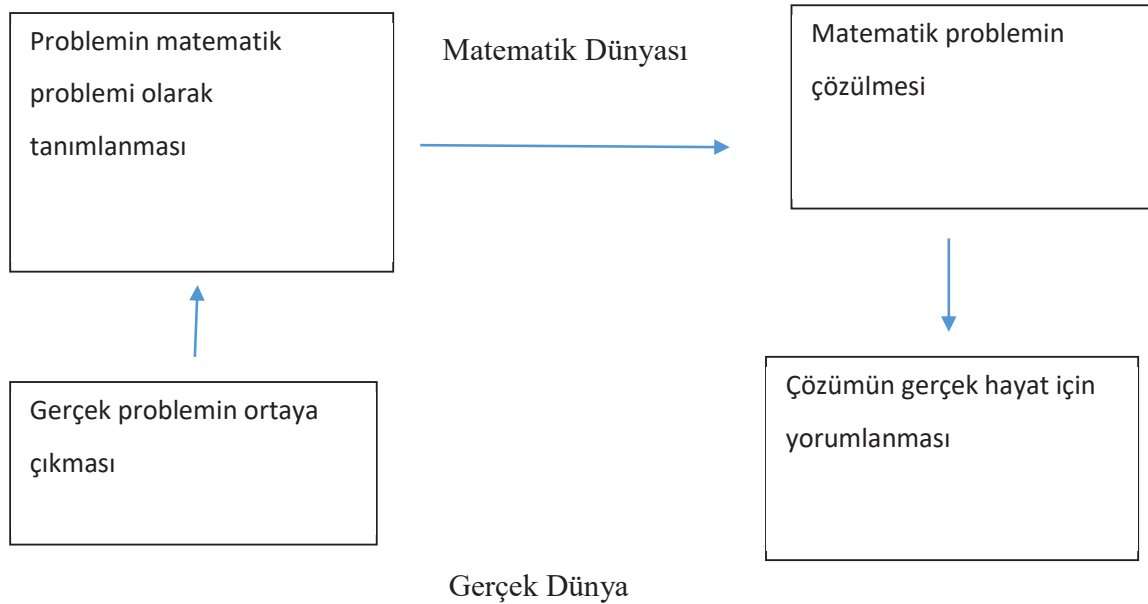 Problemin matematik
problemi olarak
tanımlanması
Matematik Dünyası
Matematik problemin
çözülmesi
Gerçek problemin ortaya
çıkması
Çözümün gerçek hayat için
yorumlanması
Gerçek Dünya